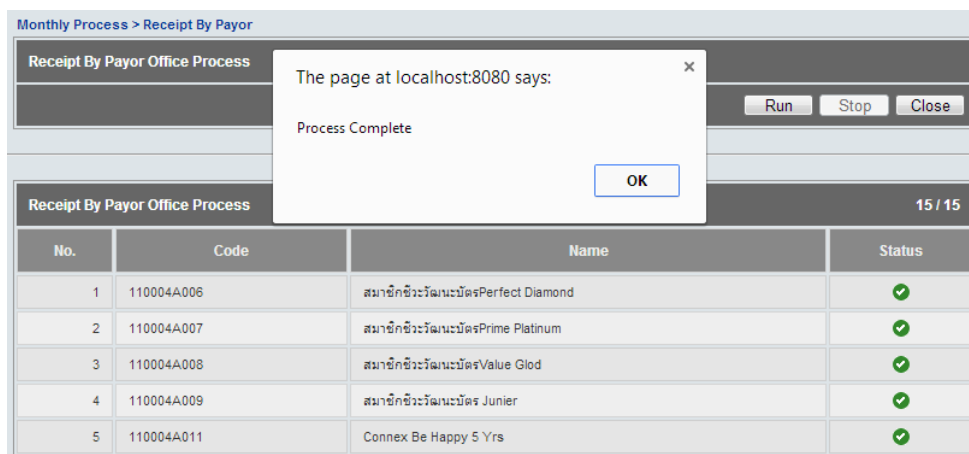 Monthly Process > Receipt By Payor
Receipt By Payor Office Process
The page at localhost:8080 says:
×
Process Complete
OK
Run Stop Close
Receipt By Payor Office Process 15 / 15
No. Code Name Status
1 110004A006 สมาชิกชีวะวัฒนะบัตรPerfect Diamond
2 110004A007 สมาชิกชีวะวัฒนะบัตรPrime Platinum
3 110004A008 สมาชิกชีวะวัฒนะบัตรValue Glod
4 110004A009 สมาชิกชีวะวัฒนะบัตร Junier
5 110004A011 Connex Be Happy 5 Yrs